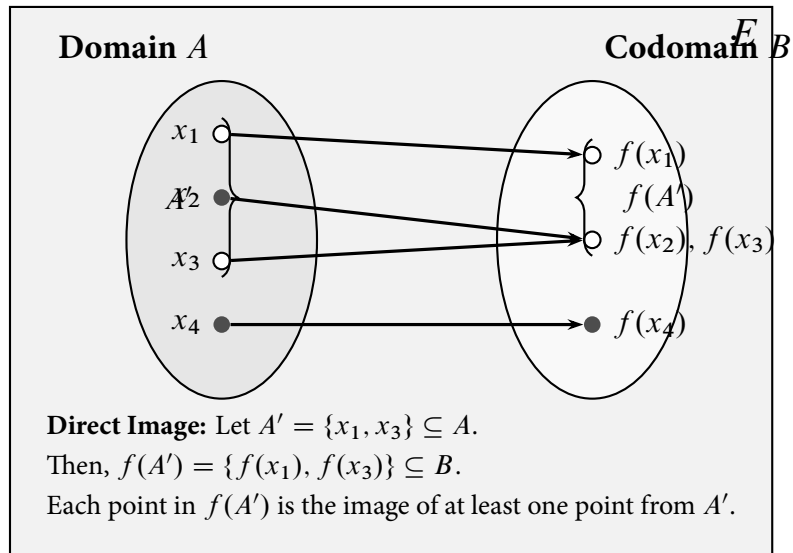 E
Domain A Codomain B
x₁ f(x₁)
A′ x₂ f(A′)
x₃ f(x₂), f(x₃)
x₄ f(x₄)
Direct Image: Let A′ = {x₁, x₃} ⊆ A.
Then, f(A′) = {f(x₁), f(x₃)} ⊆ B.
Each point in f(A′) is the image of at least one point from A′.